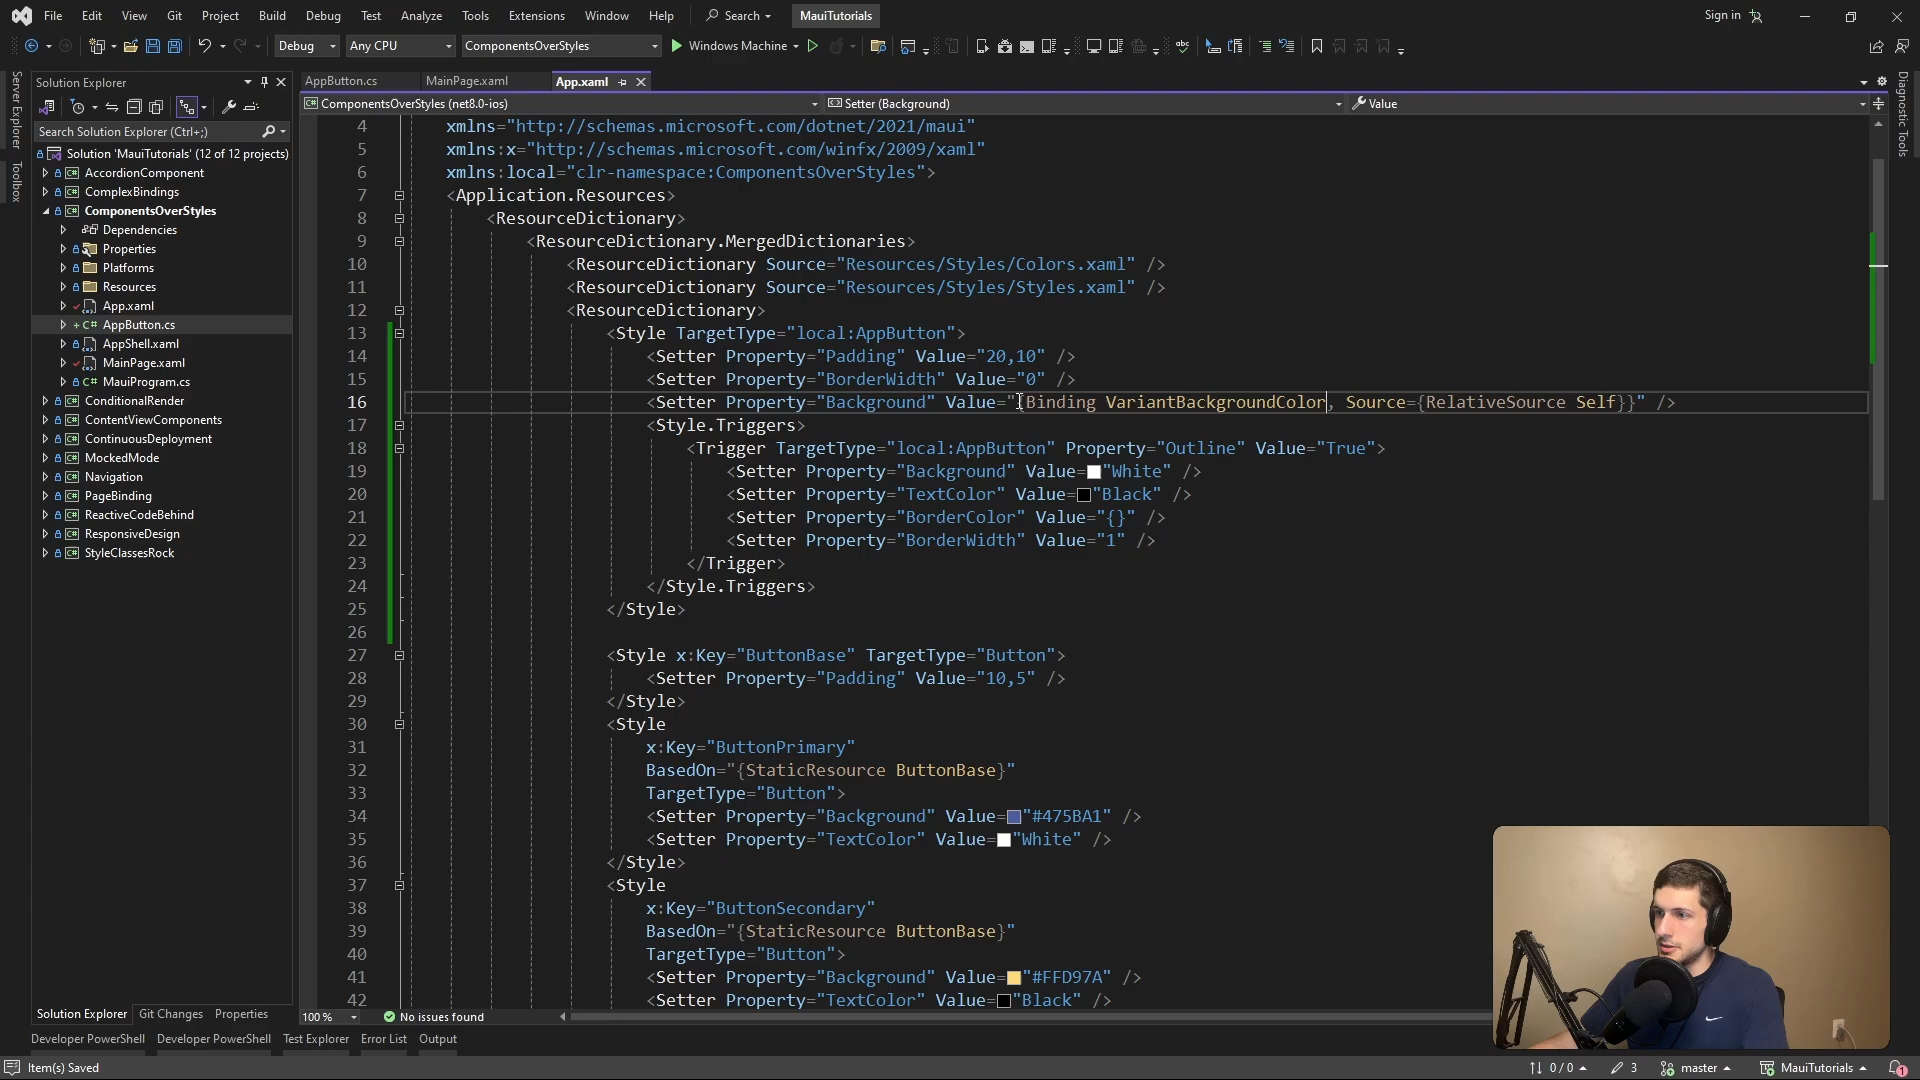 File Edit View Git Project Build Debug Test Analyze Tools Extensions Window Help Search MauiTutorials Sign in
Debug Any CPU ComponentsOverStyles Windows Machine
Server Explorer
Toolbox
Diagnostic Tools
Solution Explorer
Search Solution Explorer (Ctrl+;)
Solution 'MauiTutorials' (12 of 12 projects)
AccordionComponent
ComplexBindings
ComponentsOverStyles
Dependencies
Properties
Platforms
Resources
App.xaml
AppButton.cs
AppShell.xaml
MainPage.xaml
MauiProgram.cs
ConditionalRender
ContentViewComponents
ContinuousDeployment
MockedMode
Navigation
PageBinding
ReactiveCodeBehind
ResponsiveDesign
StyleClassesRock
Solution Explorer Git Changes Properties
AppButton.cs MainPage.xaml App.xaml
ComponentsOverStyles (net8.0-ios) Setter (Background) Value
4 xmlns="http://schemas.microsoft.com/dotnet/2021/maui"
5 xmlns:x="http://schemas.microsoft.com/winfx/2009/xaml"
6 xmlns:local="clr-namespace:ComponentsOverStyles">
7 <Application.Resources>
8 <ResourceDictionary>
9 <ResourceDictionary.MergedDictionaries>
10 <ResourceDictionary Source="Resources/Styles/Colors.xaml" />
11 <ResourceDictionary Source="Resources/Styles/Styles.xaml" />
12 <ResourceDictionary>
13 <Style TargetType="local:AppButton">
14 <Setter Property="Padding" Value="20,10" />
15 <Setter Property="BorderWidth" Value="0" />
16 <Setter Property="Background" Value="{Binding VariantBackgroundColor, Source={RelativeSource Self}}" />
17 <Style.Triggers>
18 <Trigger TargetType="local:AppButton" Property="Outline" Value="True">
19 <Setter Property="Background" Value="White" />
20 <Setter Property="TextColor" Value="Black" />
21 <Setter Property="BorderColor" Value="{}" />
22 <Setter Property="BorderWidth" Value="1" />
23 </Trigger>
24 </Style.Triggers>
25 </Style>
26
27 <Style x:Key="ButtonBase" TargetType="Button">
28 <Setter Property="Padding" Value="10,5" />
29 </Style>
30 <Style
31 x:Key="ButtonPrimary"
32 BasedOn="{StaticResource ButtonBase}"
33 TargetType="Button">
34 <Setter Property="Background" Value="#475BA1" />
35 <Setter Property="TextColor" Value="White" />
36 </Style>
37 <Style
38 x:Key="ButtonSecondary"
39 BasedOn="{StaticResource ButtonBase}"
40 TargetType="Button">
41 <Setter Property="Background" Value="#FFD97A" />
42 <Setter Property="TextColor" Value="Black" />
100 % No issues found
Developer PowerShell Developer PowerShell Test Explorer Error List Output
Item(s) Saved 0 / 0 3 master MauiTutorials 1